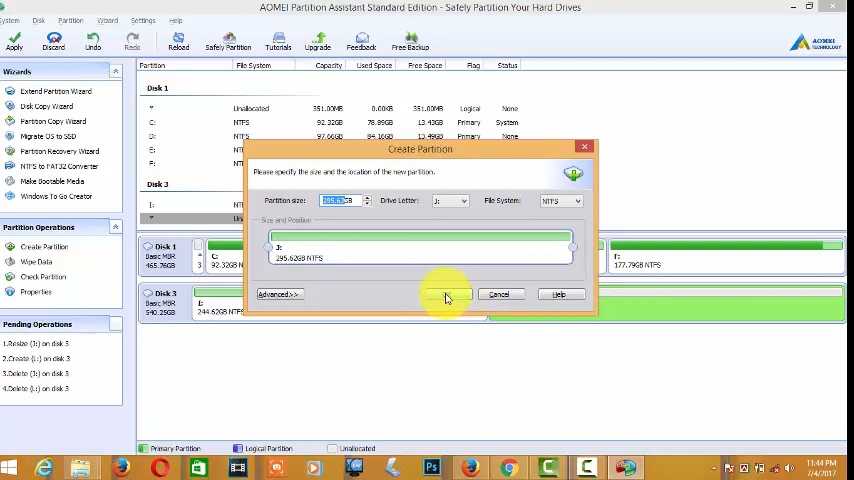 AOMEI Partition Assistant Standard Edition - Safely Partition Your Hard Drives
System Disk Partition Wizard Settings Help
Apply Discard Undo Redo Reload Safely Partition Tutorials Upgrade Feedback Free Backup
AOMEI
TECHNOLOGY
Wizards
Extend Partition Wizard
Disk Copy Wizard
Partition Copy Wizard
Migrate OS to SSD
Partition Recovery Wizard
NTFS to FAT32 Converter
Make Bootable Media
Windows To Go Creator
Partition Operations
Create Partition
Wipe Data
Check Partition
Properties
Pending Operations
1.Resize (J:) on disk 3
2.Create (L:) on disk 3
3.Delete (J:) on disk 3
4.Delete (L:) on disk 3
Partition File System Capacity Used Space Free Space Flag Status
Disk 1
* Unallocated 351.00MB 0.00KB 351.00MB Logical None
C: NTFS 92.32GB 78.89GB 13.43GB Primary System
D: NTFS 97.66GB 84.16GB 13.49GB Primary None
E:
F:
Disk 3
I:
*
Create Partition
Please specify the size and the location of the new partition.
Partition size: 295.62GB Drive Letter: J: File System: NTFS
Size and Position
J:
295.62GB NTFS
Advanced>> Cancel Help
Disk 1
Basic MBR
465.76GB
3
C:
92.32GB NTFS
F:
177.79GB NTFS
Disk 3
Basic MBR
540.25GB
I:
244.62GB NTFS
Primary Partition Logical Partition Unallocated
Ps
11:44 PM
7/4/2017